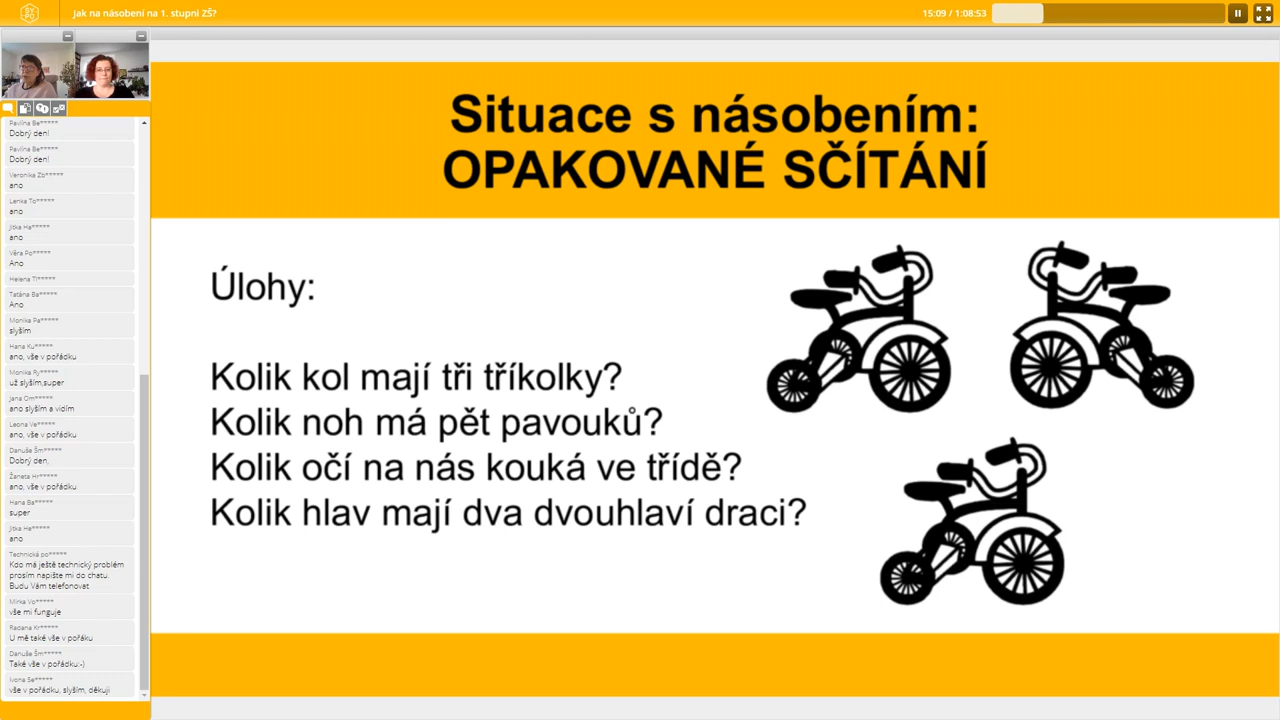 SY
PO
Jak na násobení na 1. stupni ZŠ?
15:09 / 1:08:53
Situace s násobením:
OPAKOVANÉ SČÍTÁNÍ
Úlohy:
Kolik kol mají tři tříkolky?
Kolik noh má pět pavouků?
Kolik očí na nás kouká ve třídě?
Kolik hlav mají dva dvouhlaví draci?
Pavlína Be*****
Dobrý den!
Pavlína Be*****
Dobrý den!
Veronika Zb*****
ano
Lenka To*****
ano
Jitka Ha*****
ano
Věra Po*****
Ano
Helena Tl*****
Taťána Ba*****
Ano
Monika Pa*****
slyším
Hana Ku*****
ano, vše v pořádku
Monika Ry*****
už slyším,super
Jana Om*****
ano slyším a vidím
Leona Ve*****
ano, vše v pořádku
Danuše Šm*****
Dobrý den,
Žaneta Hr*****
ano, vše v pořádku
Hana Ba*****
super
Jitka Ha*****
ano
Technická po*****
Kdo má ještě technický problém
prosím napište mi do chatu.
Budu Vám telefonovat
Mirka Vo*****
vše mi funguje
Radana Kr*****
U mě také vše v pořáku
Danuše Šm*****
Také vše v pořádku:-)
Ivona Se*****
vše v pořádku, slyším, děkuji